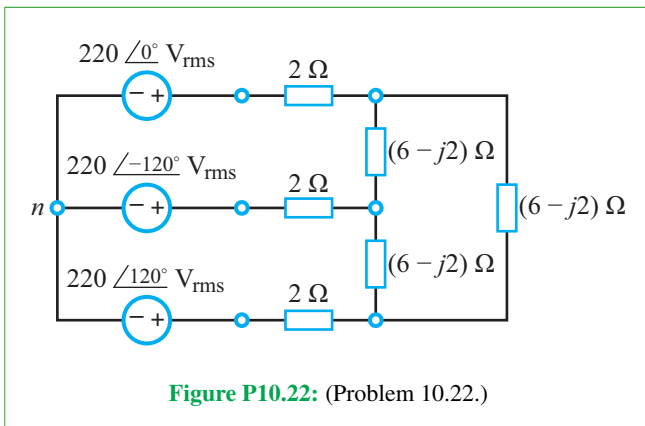 220 ∠0° Vrms
2 Ω
(6 − j2) Ω
220 ∠−120° Vrms
2 Ω
n
(6 − j2) Ω
(6 − j2) Ω
220 ∠120° Vrms
2 Ω
− +
− +
− +
Figure P10.22: (Problem 10.22.)